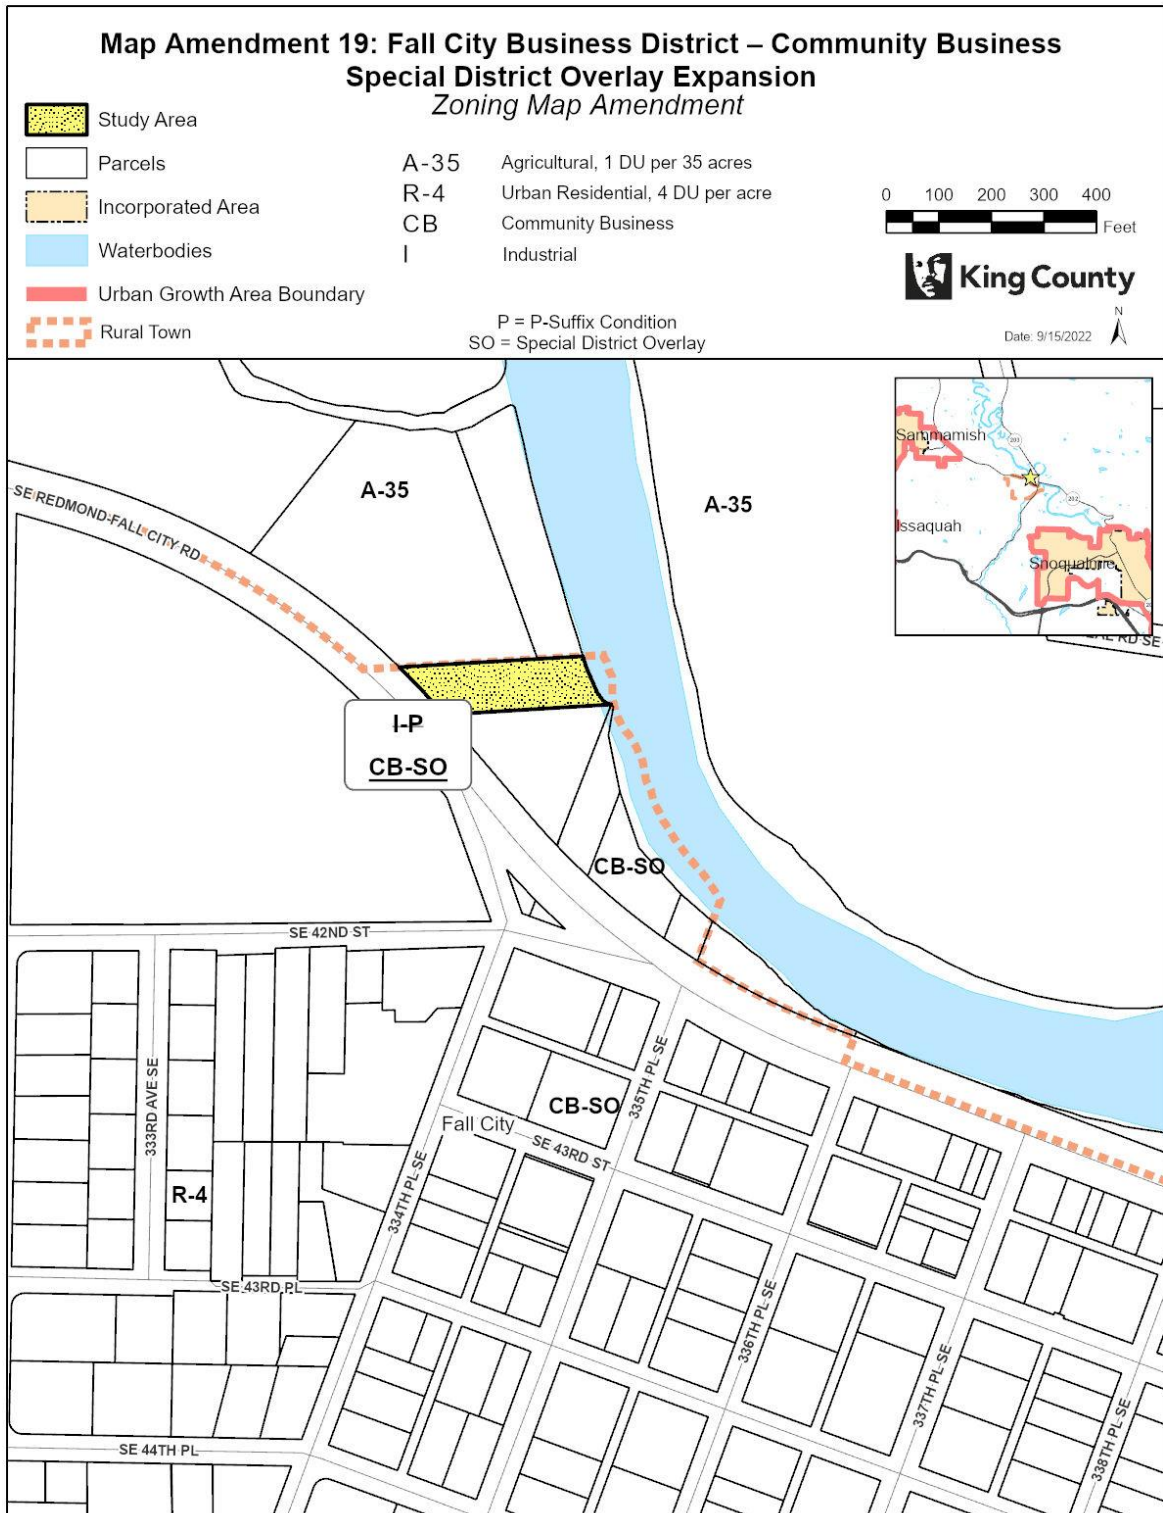 Map Amendment 19: Fall City Business District – Community Business
Special District Overlay Expansion
Zoning Map Amendment
Study Area
Parcels
Incorporated Area
Waterbodies
Urban Growth Area Boundary
Rural Town
A-35 Agricultural, 1 DU per 35 acres
R-4 Urban Residential, 4 DU per acre
CB Community Business
I Industrial
P = P-Suffix Condition
SO = Special District Overlay
0 100 200 300 400
Feet
King County
N
Date: 9/15/2022
Sammamish
203
202
Issaquah
Snoqualmie
RD SE
A-35
A-35
SE REDMOND-FALL CITY RD
I-P
CB-SO
CB-SO
SE 42ND ST
333RD AVE SE
335TH PL SE
CB-SO
Fall City
SE 43RD ST
334TH PL SE
R-4
SE 43RD PL
336TH PL SE
337TH PL SE
338TH PL SE
SE 44TH PL